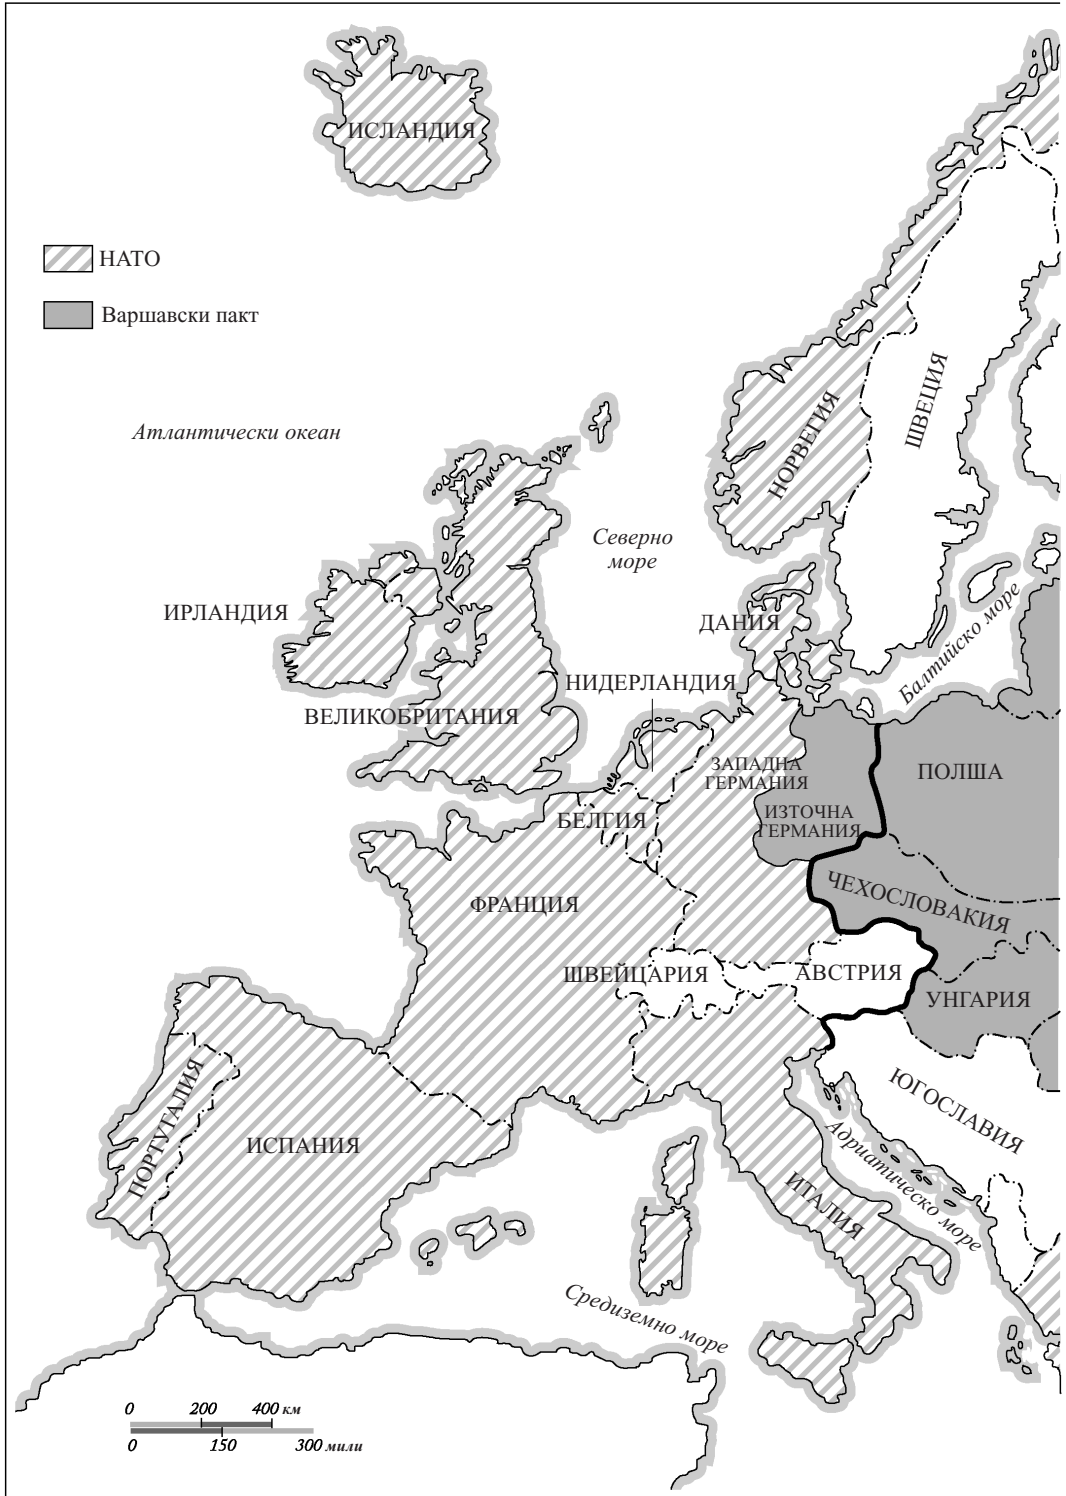 ИСЛАНДИЯ
НАТО
Варшавски пакт
Атлантически океан
ШВЕЦИЯ
НОРВЕГИЯ
Северно
море
ИРЛАНДИЯ
ДАНИЯ
Балтийско море
НИДЕРЛАНДИЯ
ВЕЛИКОБРИТАНИЯ
ЗАПАДНА
ГЕРМАНИЯ
ПОЛША
ИЗТОЧНА
ГЕРМАНИЯ
БЕЛГИЯ
ЧЕХОСЛОВАКИЯ
ФРАНЦИЯ
ШВЕЙЦАРИЯ
АВСТРИЯ
УНГАРИЯ
ЮГОСЛАВИЯ
ПОРТУГАЛИЯ
ИСПАНИЯ
Адриатическо море
ИТАЛИЯ
Средиземно море
0 200 400 км
0 150 300 мили